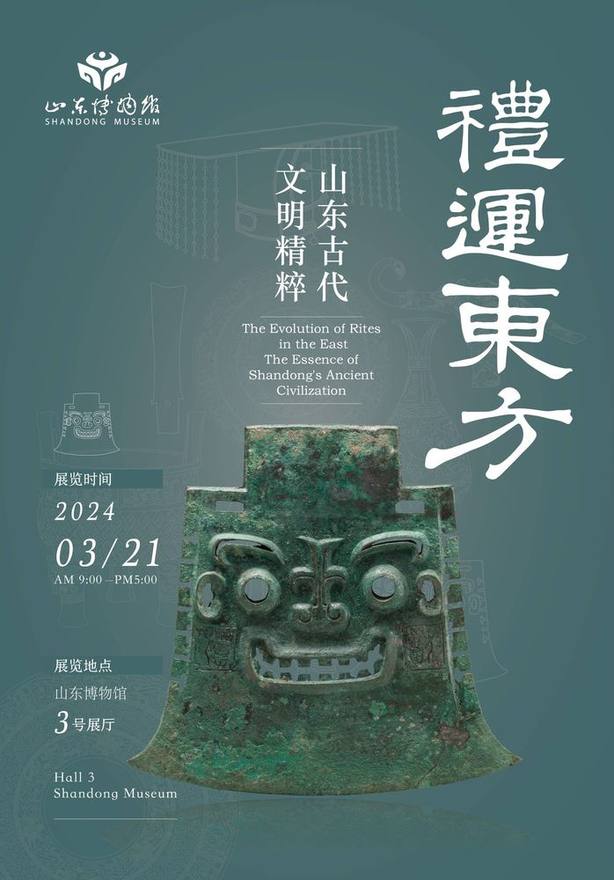 山东博物馆
SHANDONG MUSEUM
禮運東方
山东古代
文明精粹
The Evolution of Rites
in the East
The Essence of
Shandong's Ancient
Civilization
展览时间
2024
03/21
AM 9:00—PM5:00
展览地点
山东博物馆
3号展厅
Hall 3
Shandong Museum